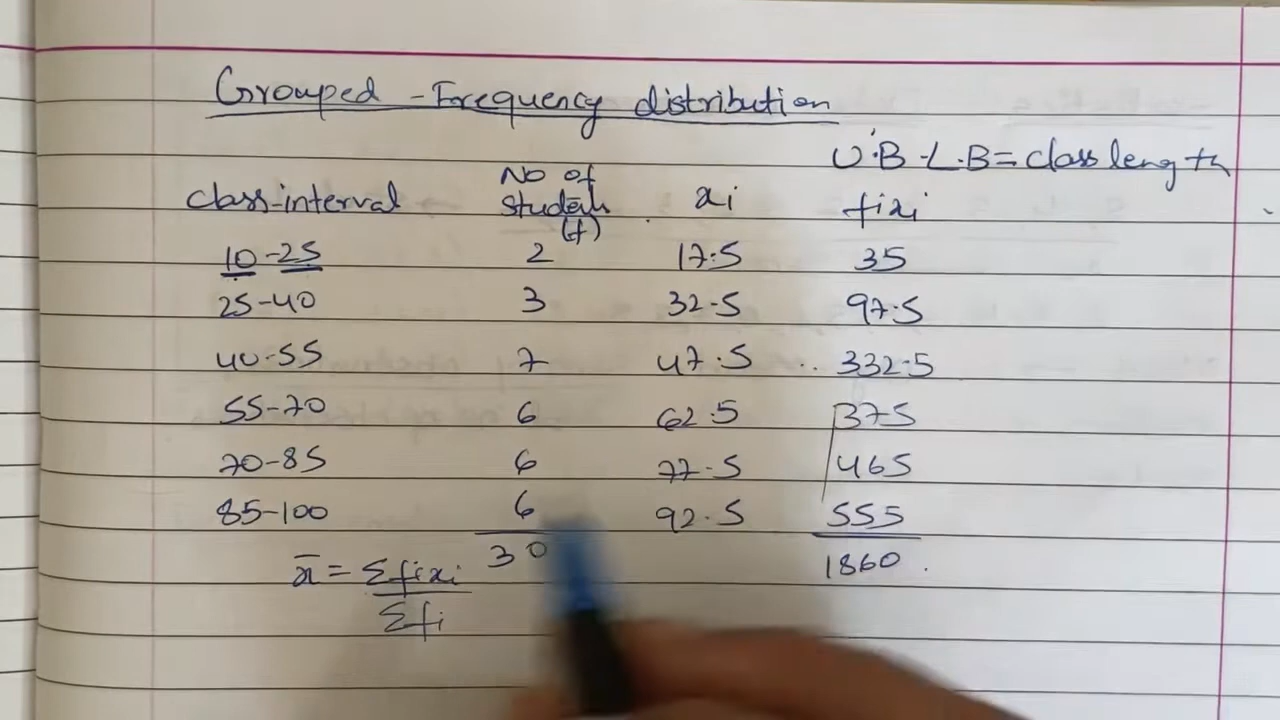 Grouped - Frequency distribution
U.B - L.B = class length
class-interval No of Students (f) xi fixi
10-25 2 17.5 35
25-40 3 32.5 97.5
40-55 7 47.5 .. 332.5
55-70 6 62.5 375
70-85 6 77.5 465
85-100 6 92.5 555
30 1860.
x̄ = Σfixi
Σfi